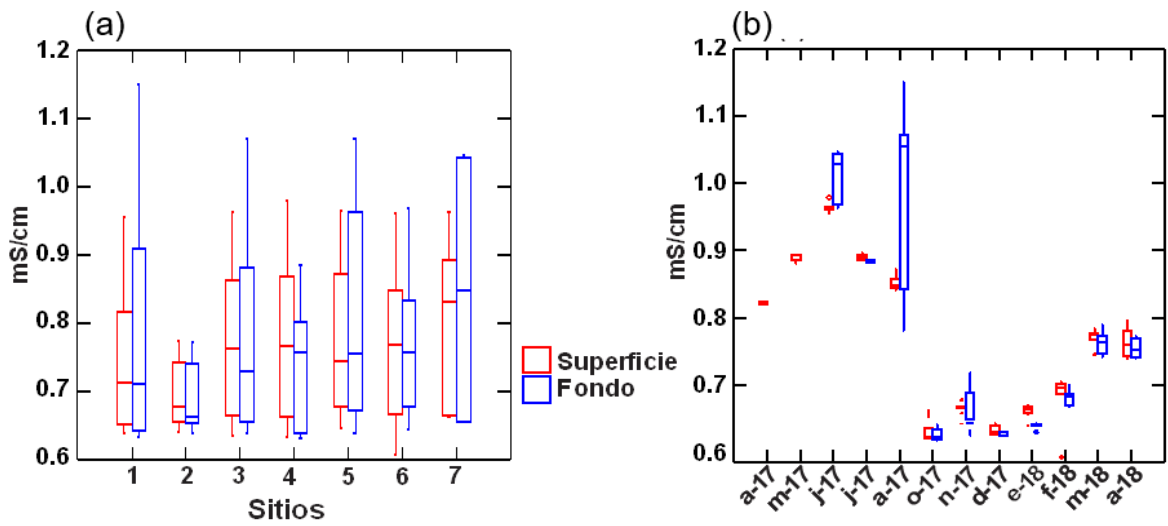 (a)
1.2
1.1
1.0
0.9
0.8
0.7
0.6
mS/cm
1 2 3 4 5 6 7
Sitios
Superficie
Fondo
(b)
1.2
1.1
1.0
0.9
0.8
0.7
0.6
mS/cm
a-17 m-17 j-17 j-17 a-17 o-17 n-17 d-17 e-18 f-18 m-18 a-18